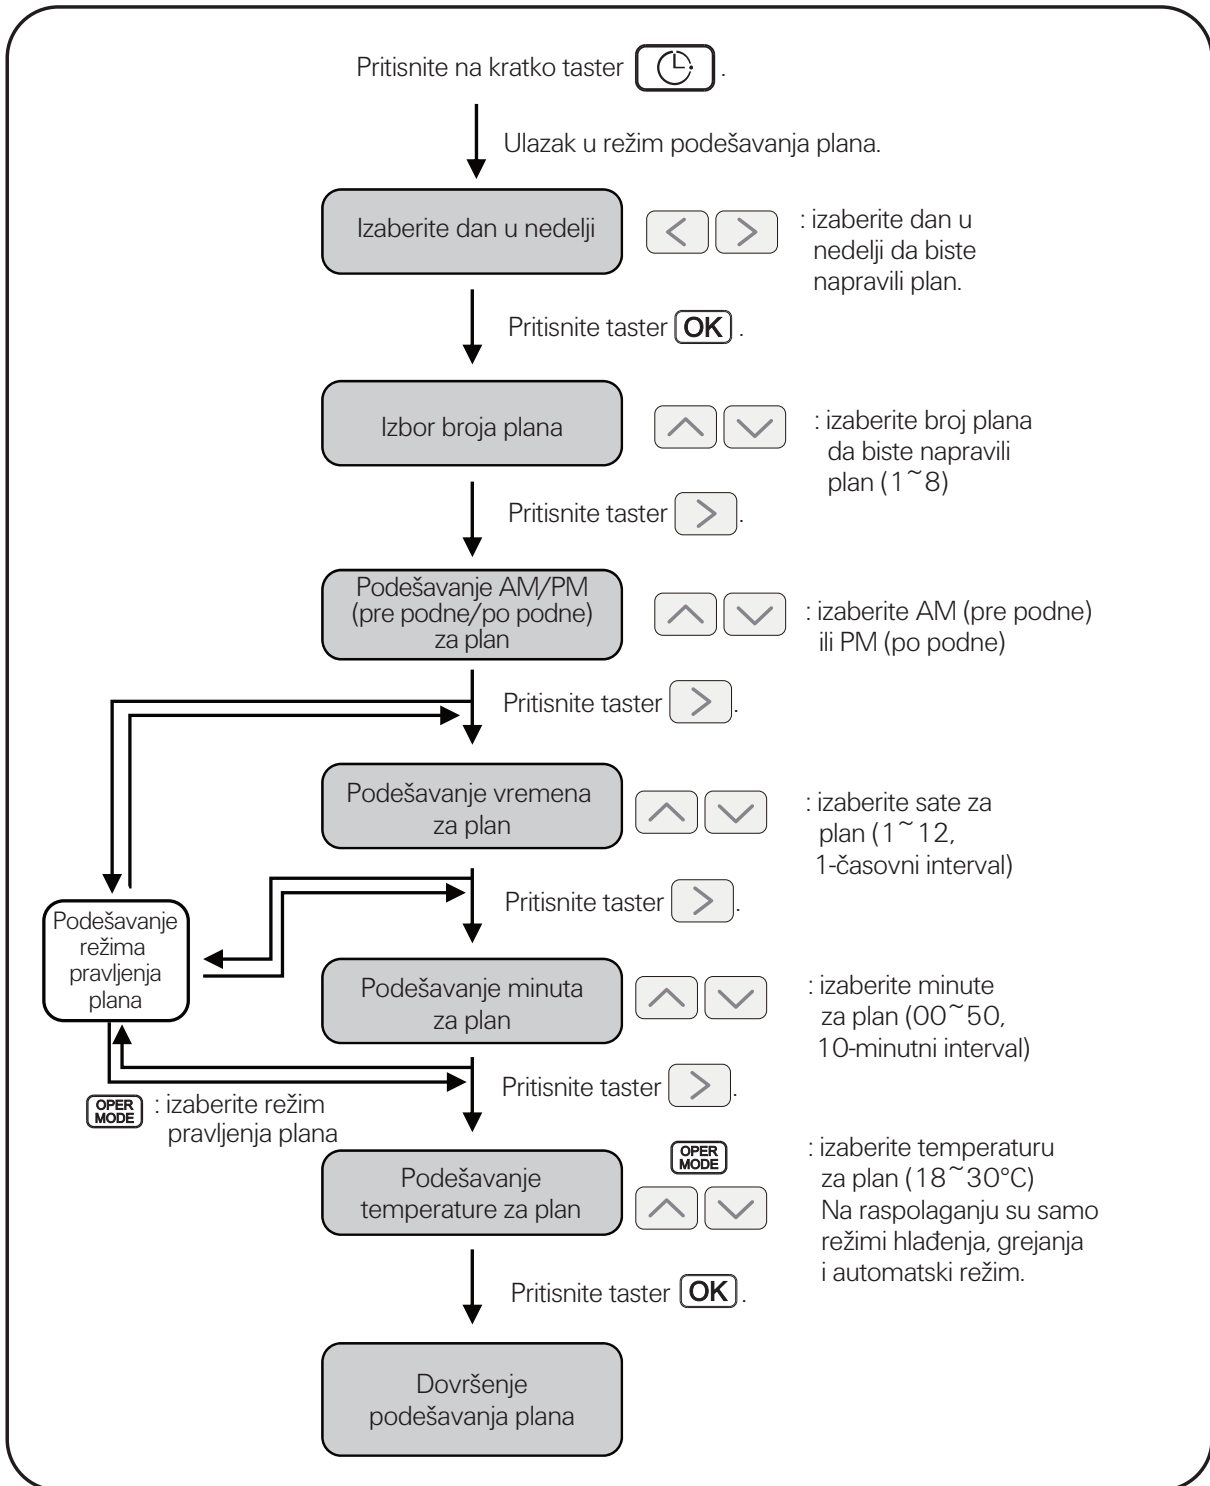 Pritisnite na kratko taster .
Ulazak u režim podešavanja plana.
Izaberite dan u nedelji
: izaberite dan u
nedelji da biste
napravili plan.
Pritisnite taster OK .
Izbor broja plana
: izaberite broj plana
da biste napravili
plan (1~8)
Pritisnite taster > .
Podešavanje AM/PM
(pre podne/po podne)
za plan
: izaberite AM (pre podne)
ili PM (po podne)
Pritisnite taster > .
Podešavanje vremena
za plan
: izaberite sate za
plan (1~12,
1-časovni interval)
Pritisnite taster > .
Podešavanje
režima
pravljenja
plana
Podešavanje minuta
za plan
: izaberite minute
za plan (00~50,
10-minutni interval)
Pritisnite taster > .
OPER
MODE
: izaberite režim
pravljenja plana
Podešavanje
temperature za plan
OPER
MODE
: izaberite temperaturu
za plan (18~30°C)
Na raspolaganju su samo
režimi hlađenja, grejanja
i automatski režim.
Pritisnite taster OK .
Dovršenje
podešavanja plana